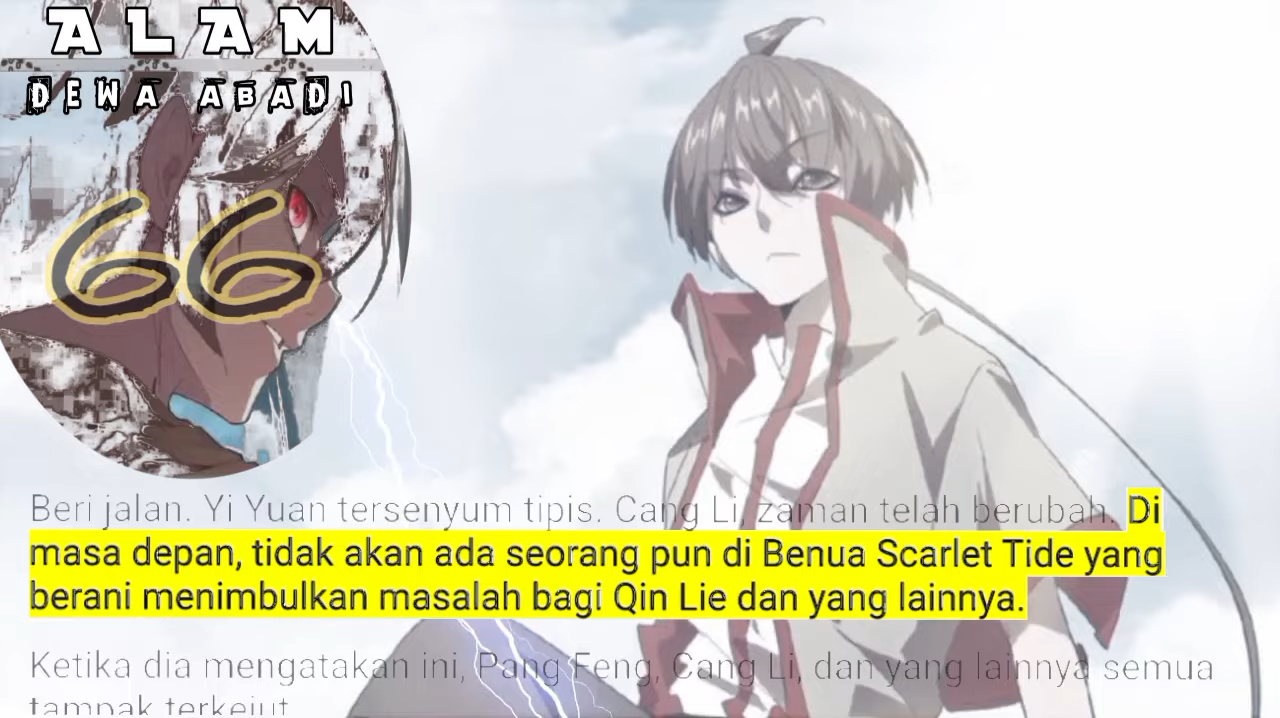 ALAM
DEWA ABADI
66
Beri jalan. Yi Yuan tersenyum tipis. Cang Li, zaman telah berubah. Di
masa depan, tidak akan ada seorang pun di Benua Scarlet Tide yang
berani menimbulkan masalah bagi Qin Lie dan yang lainnya.
Ketika dia mengatakan ini, Pang Feng, Cang Li, dan yang lainnya semua
tampak terkejut